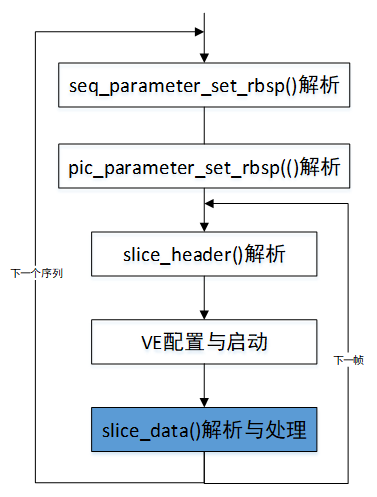 seq_parameter_set_rbsp()解析
pic_parameter_set_rbsp(()解析
slice_header()解析
下一个序列
VE配置与启动
下一帧
slice_data()解析与处理